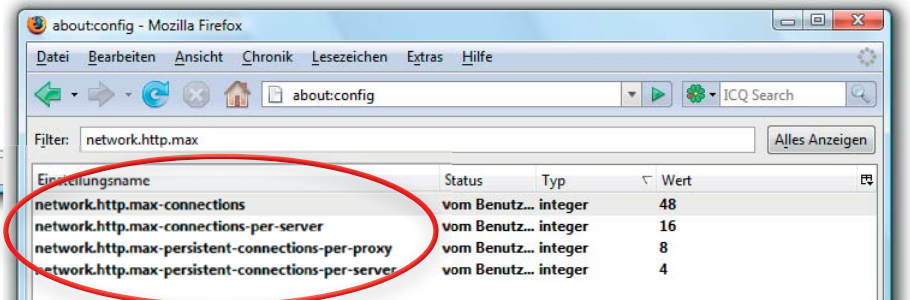 about:config - Mozilla Firefox
Datei Bearbeiten Ansicht Chronik Lesezeichen Extras Hilfe
about:config ICQ Search
Filter: network.http.max Alles Anzeigen
Einstellungsname Status Typ Wert
network.http.max-connections vom Benutz... integer 48
network.http.max-connections-per-server vom Benutz... integer 16
network.http.max-persistent-connections-per-proxy vom Benutz... integer 8
network.http.max-persistent-connections-per-server vom Benutz... integer 4